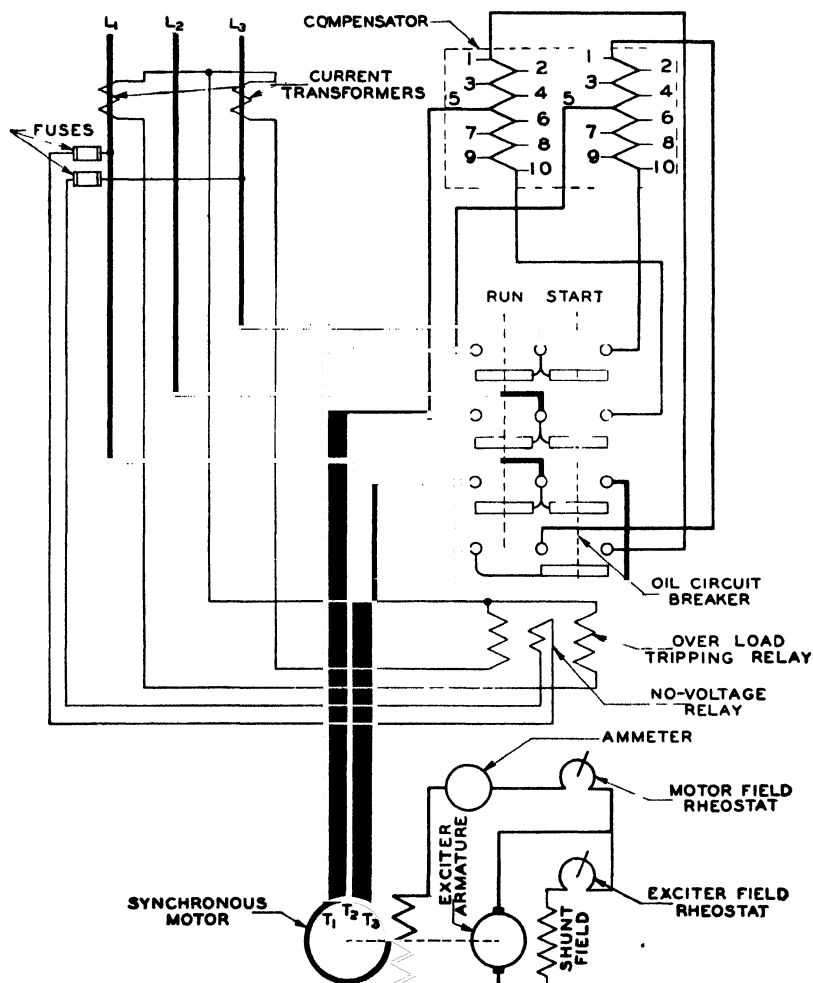 L1 L2 L3
COMPENSATOR
CURRENT
TRANSFORMERS
FUSES
1 2
3 4
5 6
7 8
9 10
1 2
3 4
5 6
7 8
9 10
RUN START
OIL CIRCUIT
BREAKER
OVER LOAD
TRIPPING RELAY
NO-VOLTAGE
RELAY
AMMETER
MOTOR FIELD
RHEOSTAT
EXCITER
ARMATURE
EXCITER FIELD
RHEOSTAT
SHUNT
FIELD
SYNCHRONOUS
MOTOR
T1 T2 T3